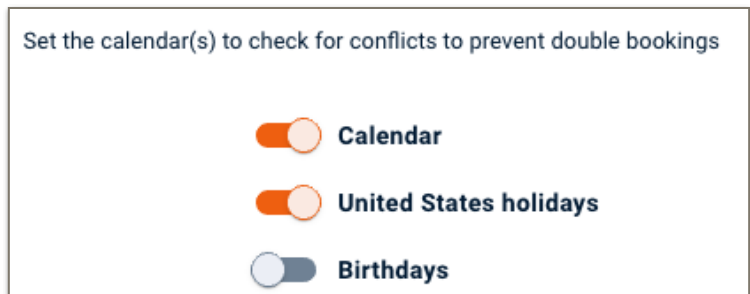 Set the calendar(s) to check for conflicts to prevent double bookings
Calendar
United States holidays
Birthdays